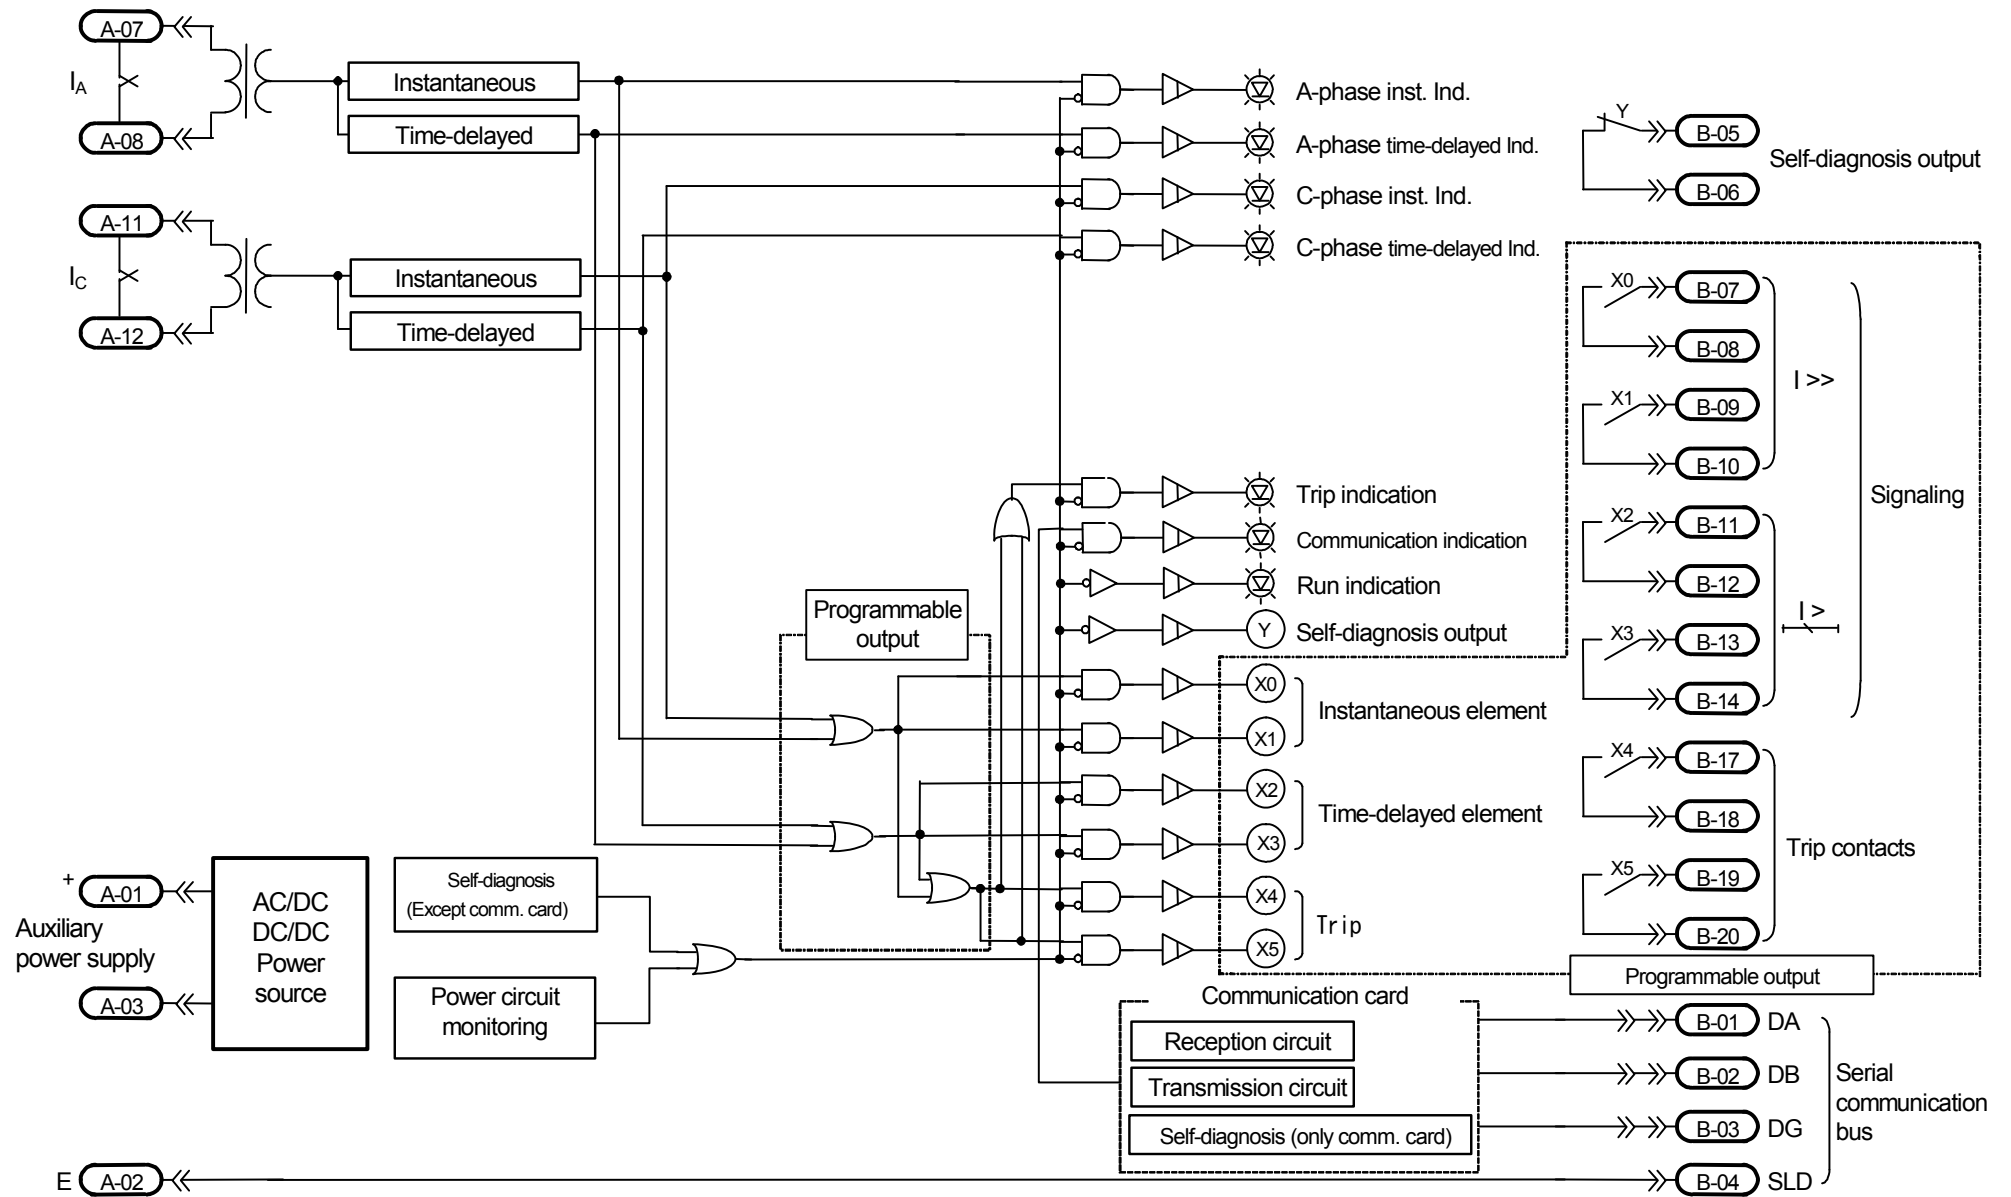 A-07
I_A
A-08
Instantaneous
Time-delayed
A-11
I_C
A-12
Instantaneous
Time-delayed
A-phase inst. Ind.
A-phase time-delayed Ind.
C-phase inst. Ind.
C-phase time-delayed Ind.
Y
B-05
Self-diagnosis output
B-06
X0
B-07
B-08
I >>
X1
B-09
B-10
Signaling
X2
B-11
B-12
I >
X3
B-13
B-14
X4
B-17
B-18
Trip contacts
X5
B-19
B-20
Programmable output
Trip indication
Communication indication
Run indication
Y
Self-diagnosis output
Programmable
output
X0
Instantaneous element
X1
X2
Time-delayed element
X3
X4
Trip
X5
+
A-01
Auxiliary
power supply
A-03
AC/DC
DC/DC
Power
source
Self-diagnosis
(Except comm. card)
Power circuit
monitoring
Communication card
Reception circuit
Transmission circuit
Self-diagnosis (only comm. card)
B-01 DA
B-02 DB
B-03 DG
B-04 SLD
Serial
communication
bus
E A-02